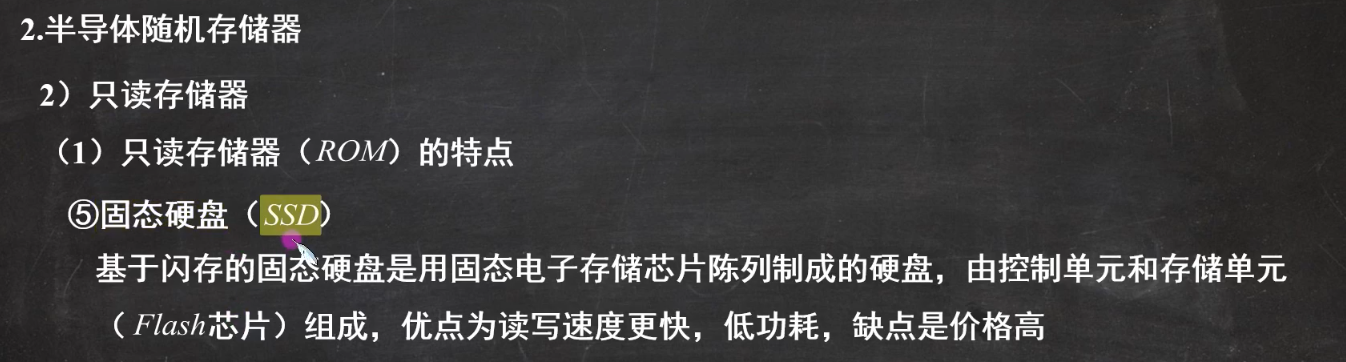 2.半导体随机存储器
2）只读存储器
（1）只读存储器（ROM）的特点
⑤固态硬盘（SSD）
基于闪存的固态硬盘是用固态电子存储芯片陈列制成的硬盘，由控制单元和存储单元
（Flash芯片）组成，优点为读写速度更快，低功耗，缺点是价格高